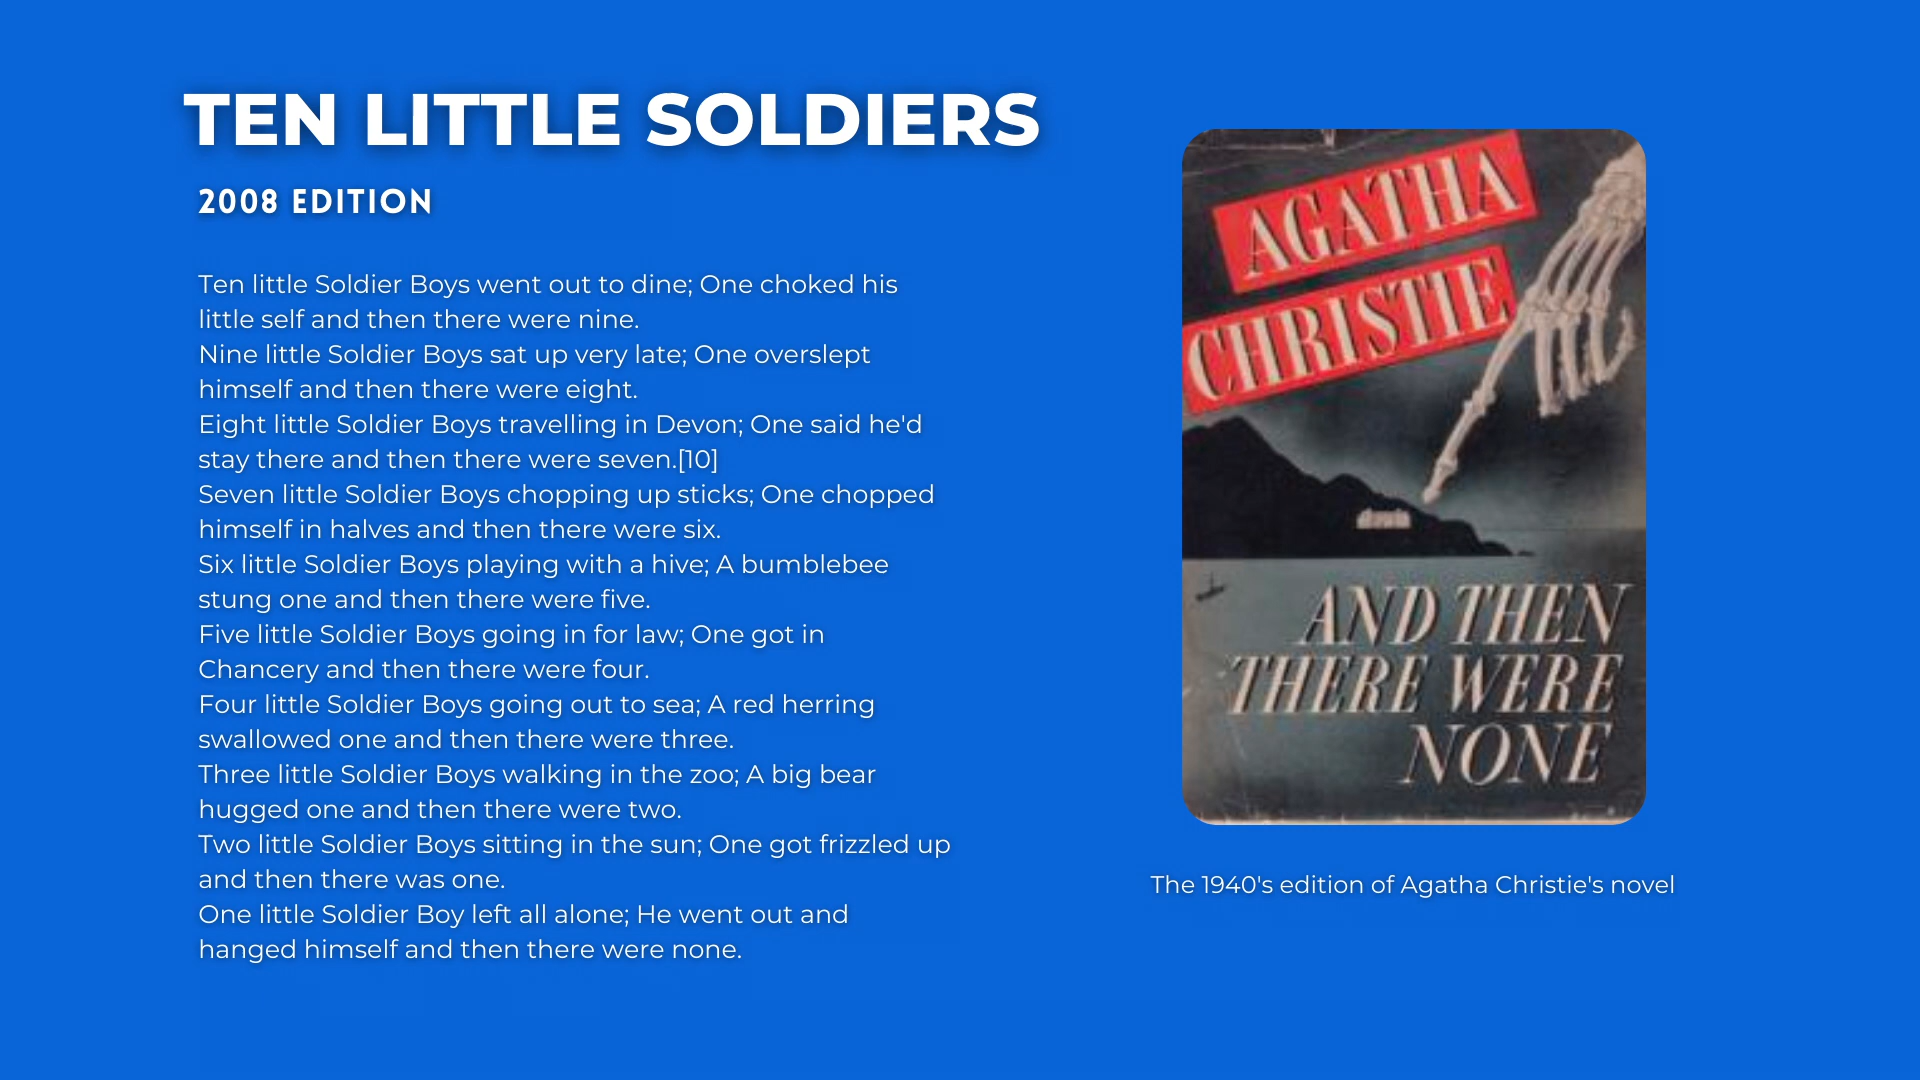 TEN LITTLE SOLDIERS
2008 EDITION
Ten little Soldier Boys went out to dine; One choked his
little self and then there were nine.
Nine little Soldier Boys sat up very late; One overslept
himself and then there were eight.
Eight little Soldier Boys travelling in Devon; One said he'd
stay there and then there were seven.[10]
Seven little Soldier Boys chopping up sticks; One chopped
himself in halves and then there were six.
Six little Soldier Boys playing with a hive; A bumblebee
stung one and then there were five.
Five little Soldier Boys going in for law; One got in
Chancery and then there were four.
Four little Soldier Boys going out to sea; A red herring
swallowed one and then there were three.
Three little Soldier Boys walking in the zoo; A big bear
hugged one and then there were two.
Two little Soldier Boys sitting in the sun; One got frizzled up
and then there was one.
One little Soldier Boy left all alone; He went out and
hanged himself and then there were none.
AGATHA
CHRISTIE
AND THEN
THERE WERE
NONE
The 1940's edition of Agatha Christie's novel